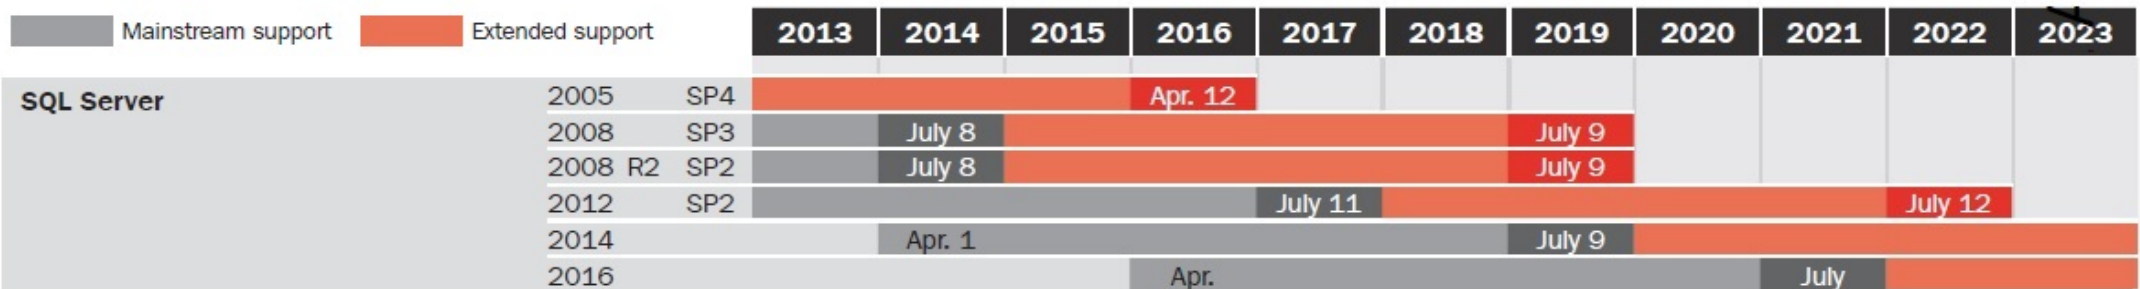 Mainstream support Extended support 2013 2014 2015 2016 2017 2018 2019 2020 2021 2022 2023
SQL Server 2005 SP4 Apr. 12
2008 SP3 July 8 July 9
2008 R2 SP2 July 8 July 9
2012 SP2 July 11 July 12
2014 Apr. 1 July 9
2016 Apr. July